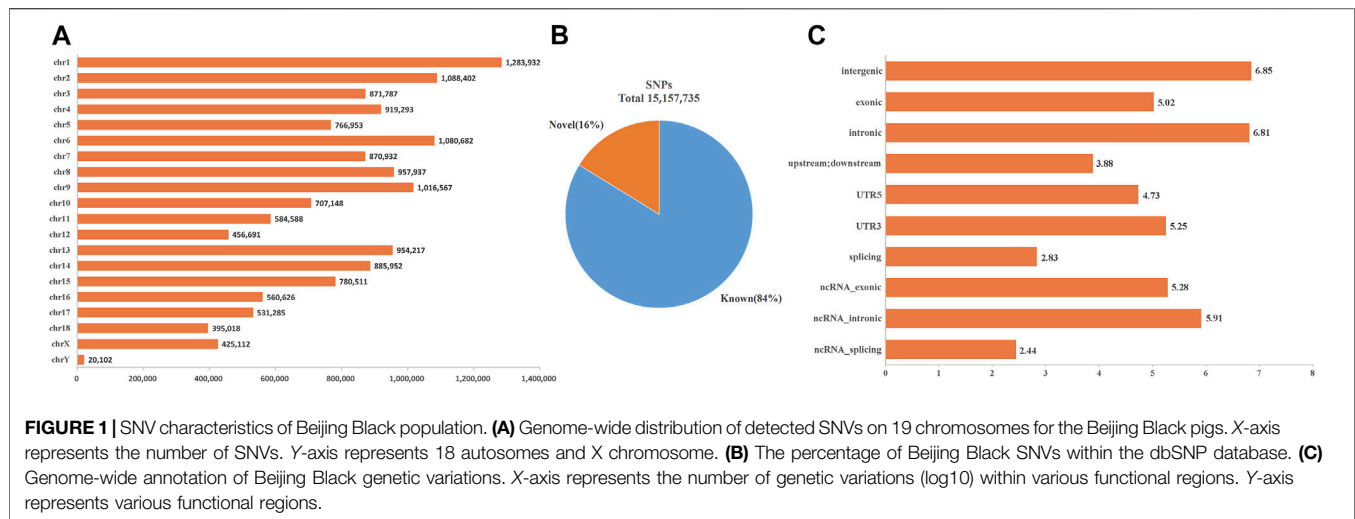 A
chr1 1,283,932
chr2 1,088,402
chr3 871,787
chr4 919,293
chr5 766,953
chr6 1,080,682
chr7 870,932
chr8 957,937
chr9 1,016,567
chr10 707,148
chr11 584,588
chr12 456,691
chr13 954,217
chr14 885,952
chr15 780,511
chr16 560,626
chr17 531,285
chr18 395,018
chrX 425,112
chrY 20,102
0 200,000 400,000 600,000 800,000 1,000,000 1,200,000 1,400,000
B
SNPs
Total 15,157,735
Novel(16%)
Known(84%)
C
intergenic 6.85
exonic 5.02
intronic 6.81
upstream;downstream 3.88
UTR5 4.73
UTR3 5.25
splicing 2.83
ncRNA_exonic 5.28
ncRNA_intronic 5.91
ncRNA_splicing 2.44
0 1 2 3 4 5 6 7 8
FIGURE 1 | SNV characteristics of Beijing Black population. (A) Genome-wide distribution of detected SNVs on 19 chromosomes for the Beijing Black pigs. X-axis
represents the number of SNVs. Y-axis represents 18 autosomes and X chromosome. (B) The percentage of Beijing Black SNVs within the dbSNP database. (C)
Genome-wide annotation of Beijing Black genetic variations. X-axis represents the number of genetic variations (log10) within various functional regions. Y-axis
represents various functional regions.